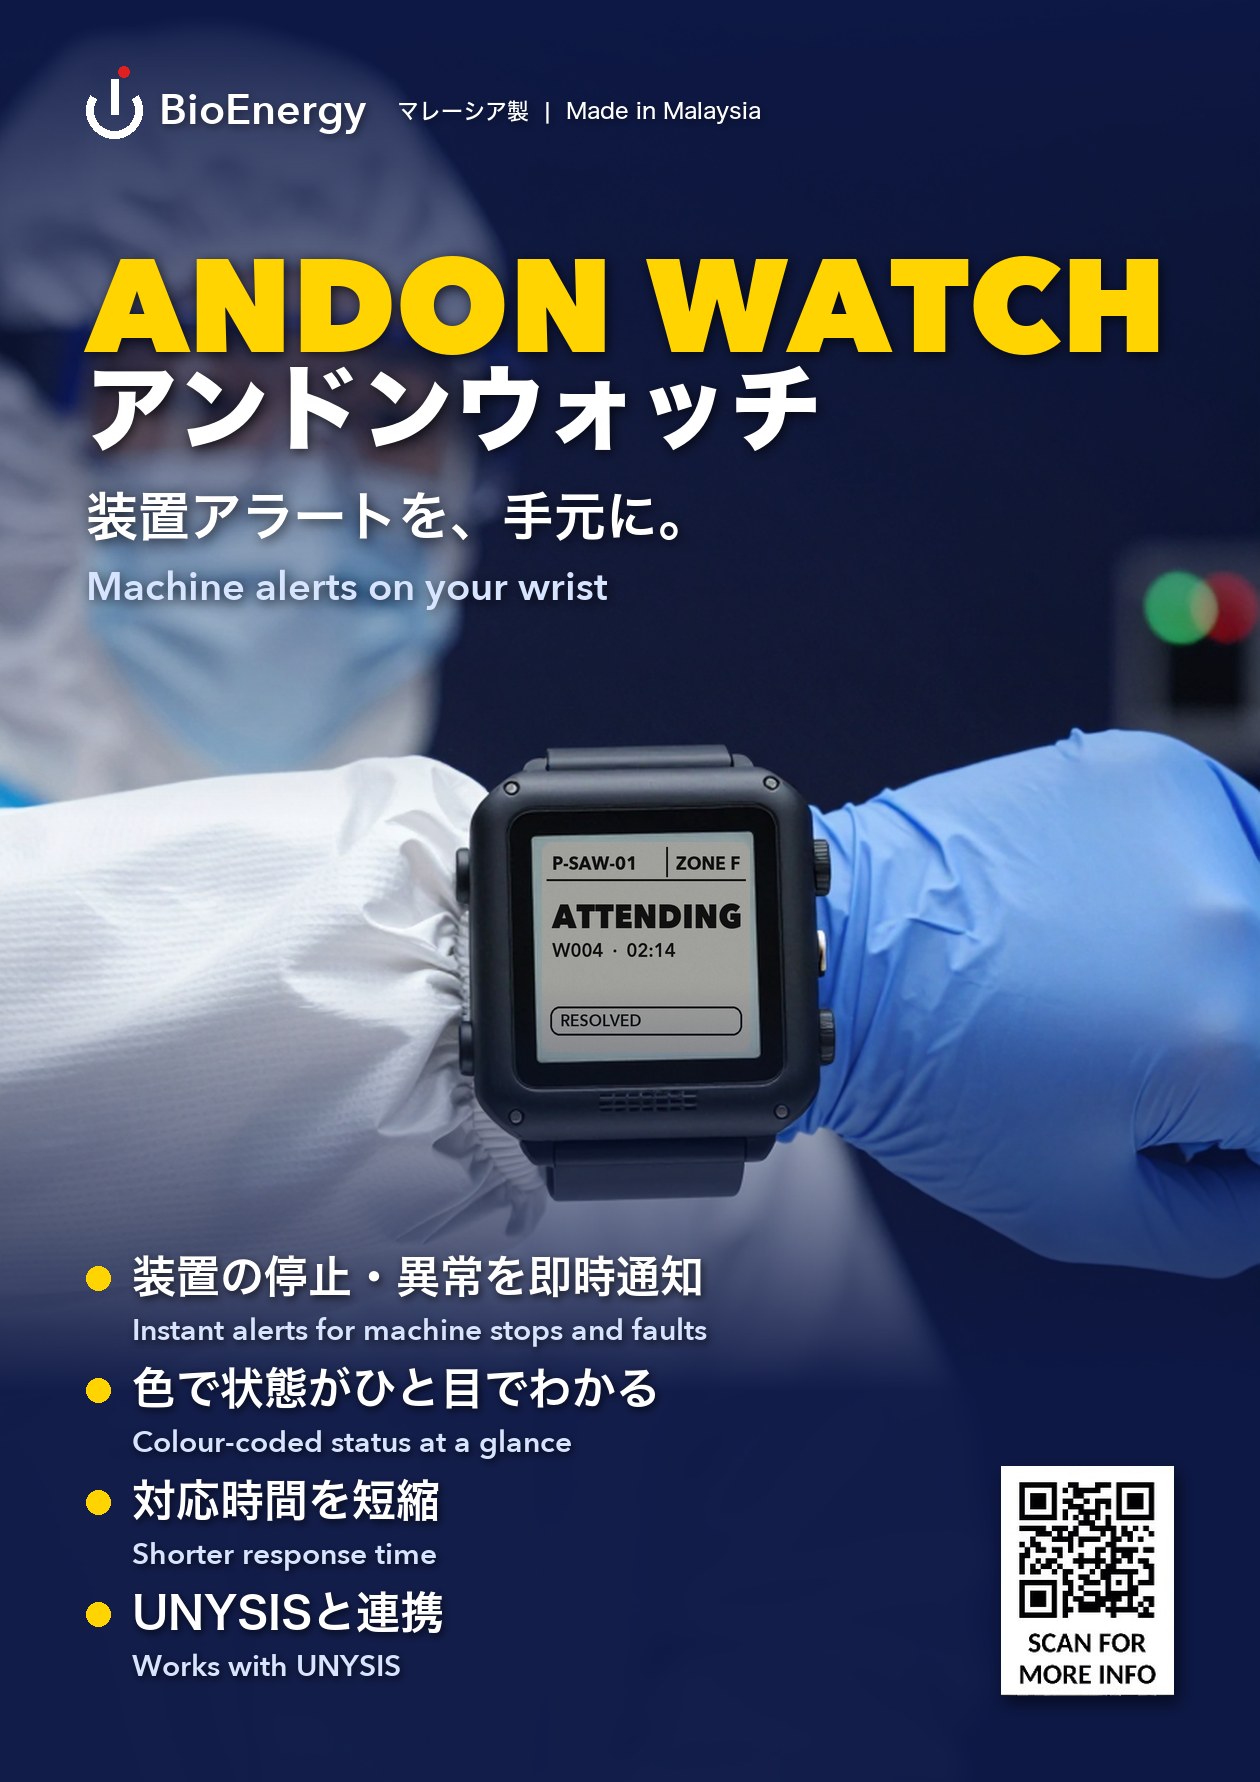 BioEnergy マレーシア製 | Made in Malaysia
ANDON WATCH
アンドンウォッチ
装置アラートを、手元に。
Machine alerts on your wrist
P-SAW-01 | ZONE F
ATTENDING
W004 · 02:14
RESOLVED
装置の停止・異常を即時通知
Instant alerts for machine stops and faults
色で状態がひと目でわかる
Colour-coded status at a glance
対応時間を短縮
Shorter response time
UNYSISと連携
Works with UNYSIS
SCAN FOR
MORE INFO